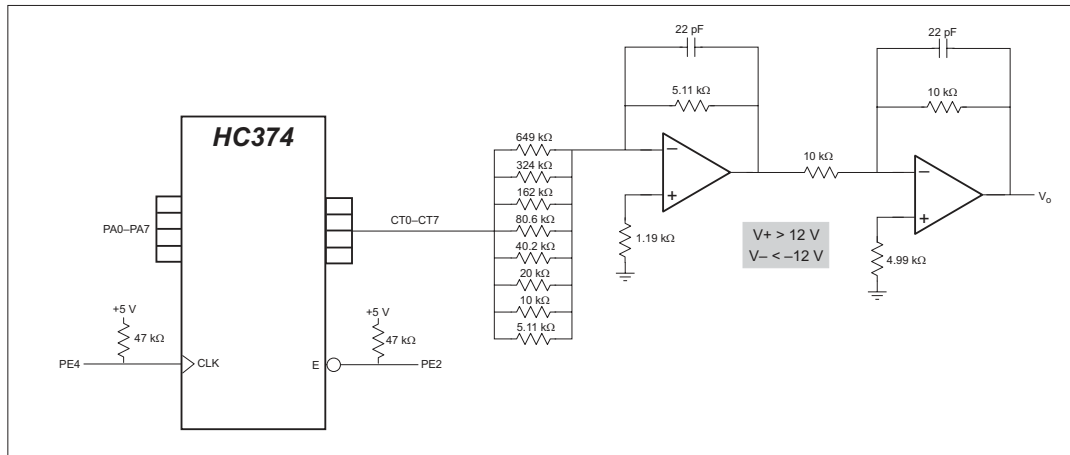 HC374
PA0–PA7
CT0–CT7
+5 V
47 kΩ
PE4
CLK
E
+5 V
47 kΩ
PE2
649 kΩ
324 kΩ
162 kΩ
80.6 kΩ
40.2 kΩ
20 kΩ
10 kΩ
5.11 kΩ
22 pF
5.11 kΩ
–
+
1.19 kΩ
10 kΩ
V+ > 12 V
V– < –12 V
22 pF
10 kΩ
–
+
4.99 kΩ
Vo